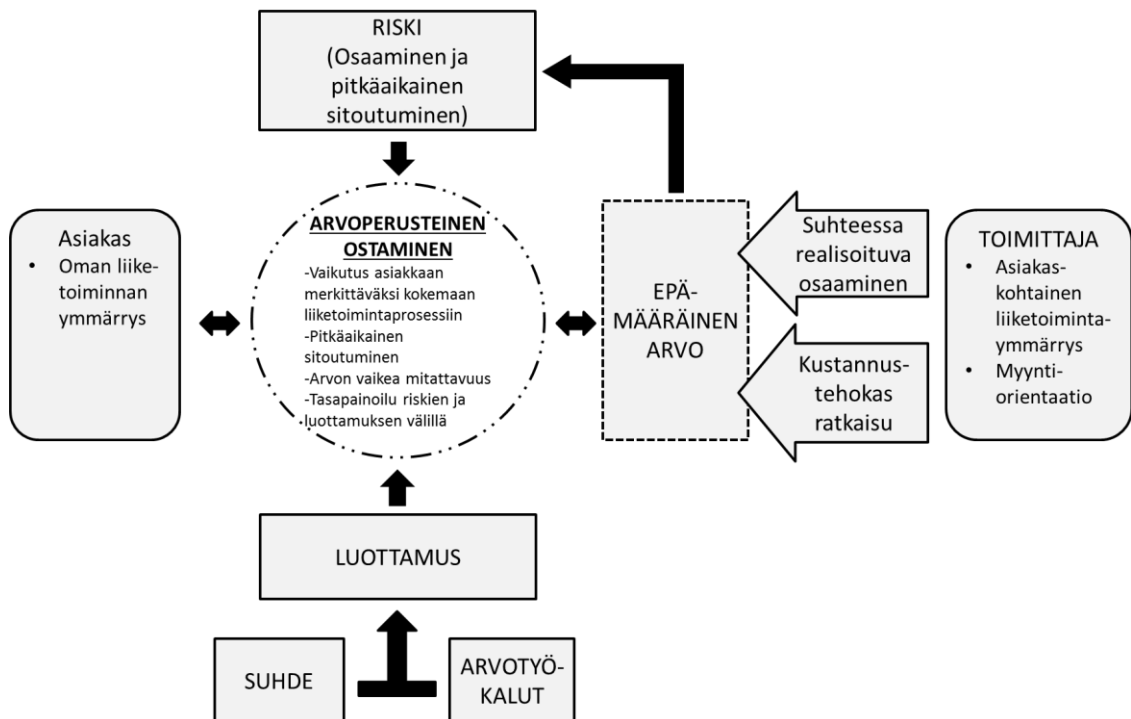 RISKI
(Osaaminen ja
pitkäaikainen
sitoutuminen)
Asiakas
• Oman liike-
toiminnan
ymmärrys
ARVOPERUSTEINEN
OSTAMINEN
-Vaikutus asiakkaan
merkittäväksi kokemaan
liiketoimintaprosessiin
-Pitkäaikainen
sitoutuminen
-Arvon vaikea mitattavuus
-Tasapainoilu riskien ja
luottamuksen välillä
EPÄ-
MÄÄRÄINEN
ARVO
Suhteessa
realisoituva
osaaminen
Kustannus-
tehokas
ratkaisu
TOIMITTAJA
• Asiakas-
kohtainen
liiketoiminta-
ymmärrys
• Myynti-
orientaatio
LUOTTAMUS
SUHDE
ARVOTYÖ-
KALUT